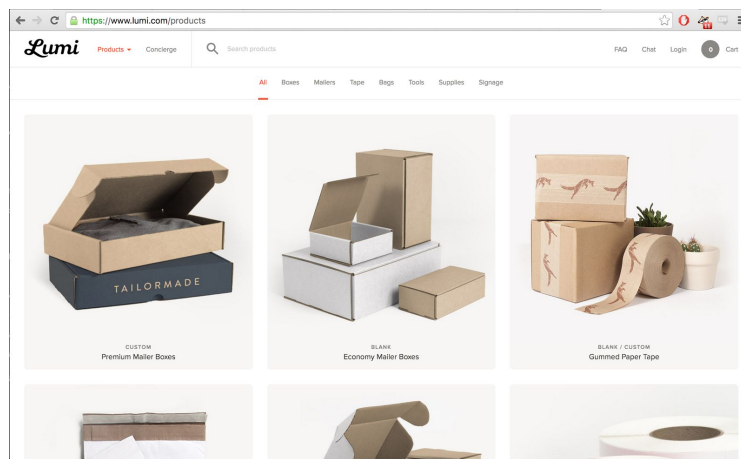 https://www.lumi.com/products
Lumi Products Concierge Search products FAQ Chat Login 0 Cart
All Boxes Mailers Tape Bags Tools Supplies Signage
TAILORMADE
CUSTOM
Premium Mailer Boxes
BLANK
Economy Mailer Boxes
BLANK / CUSTOM
Gummed Paper Tape